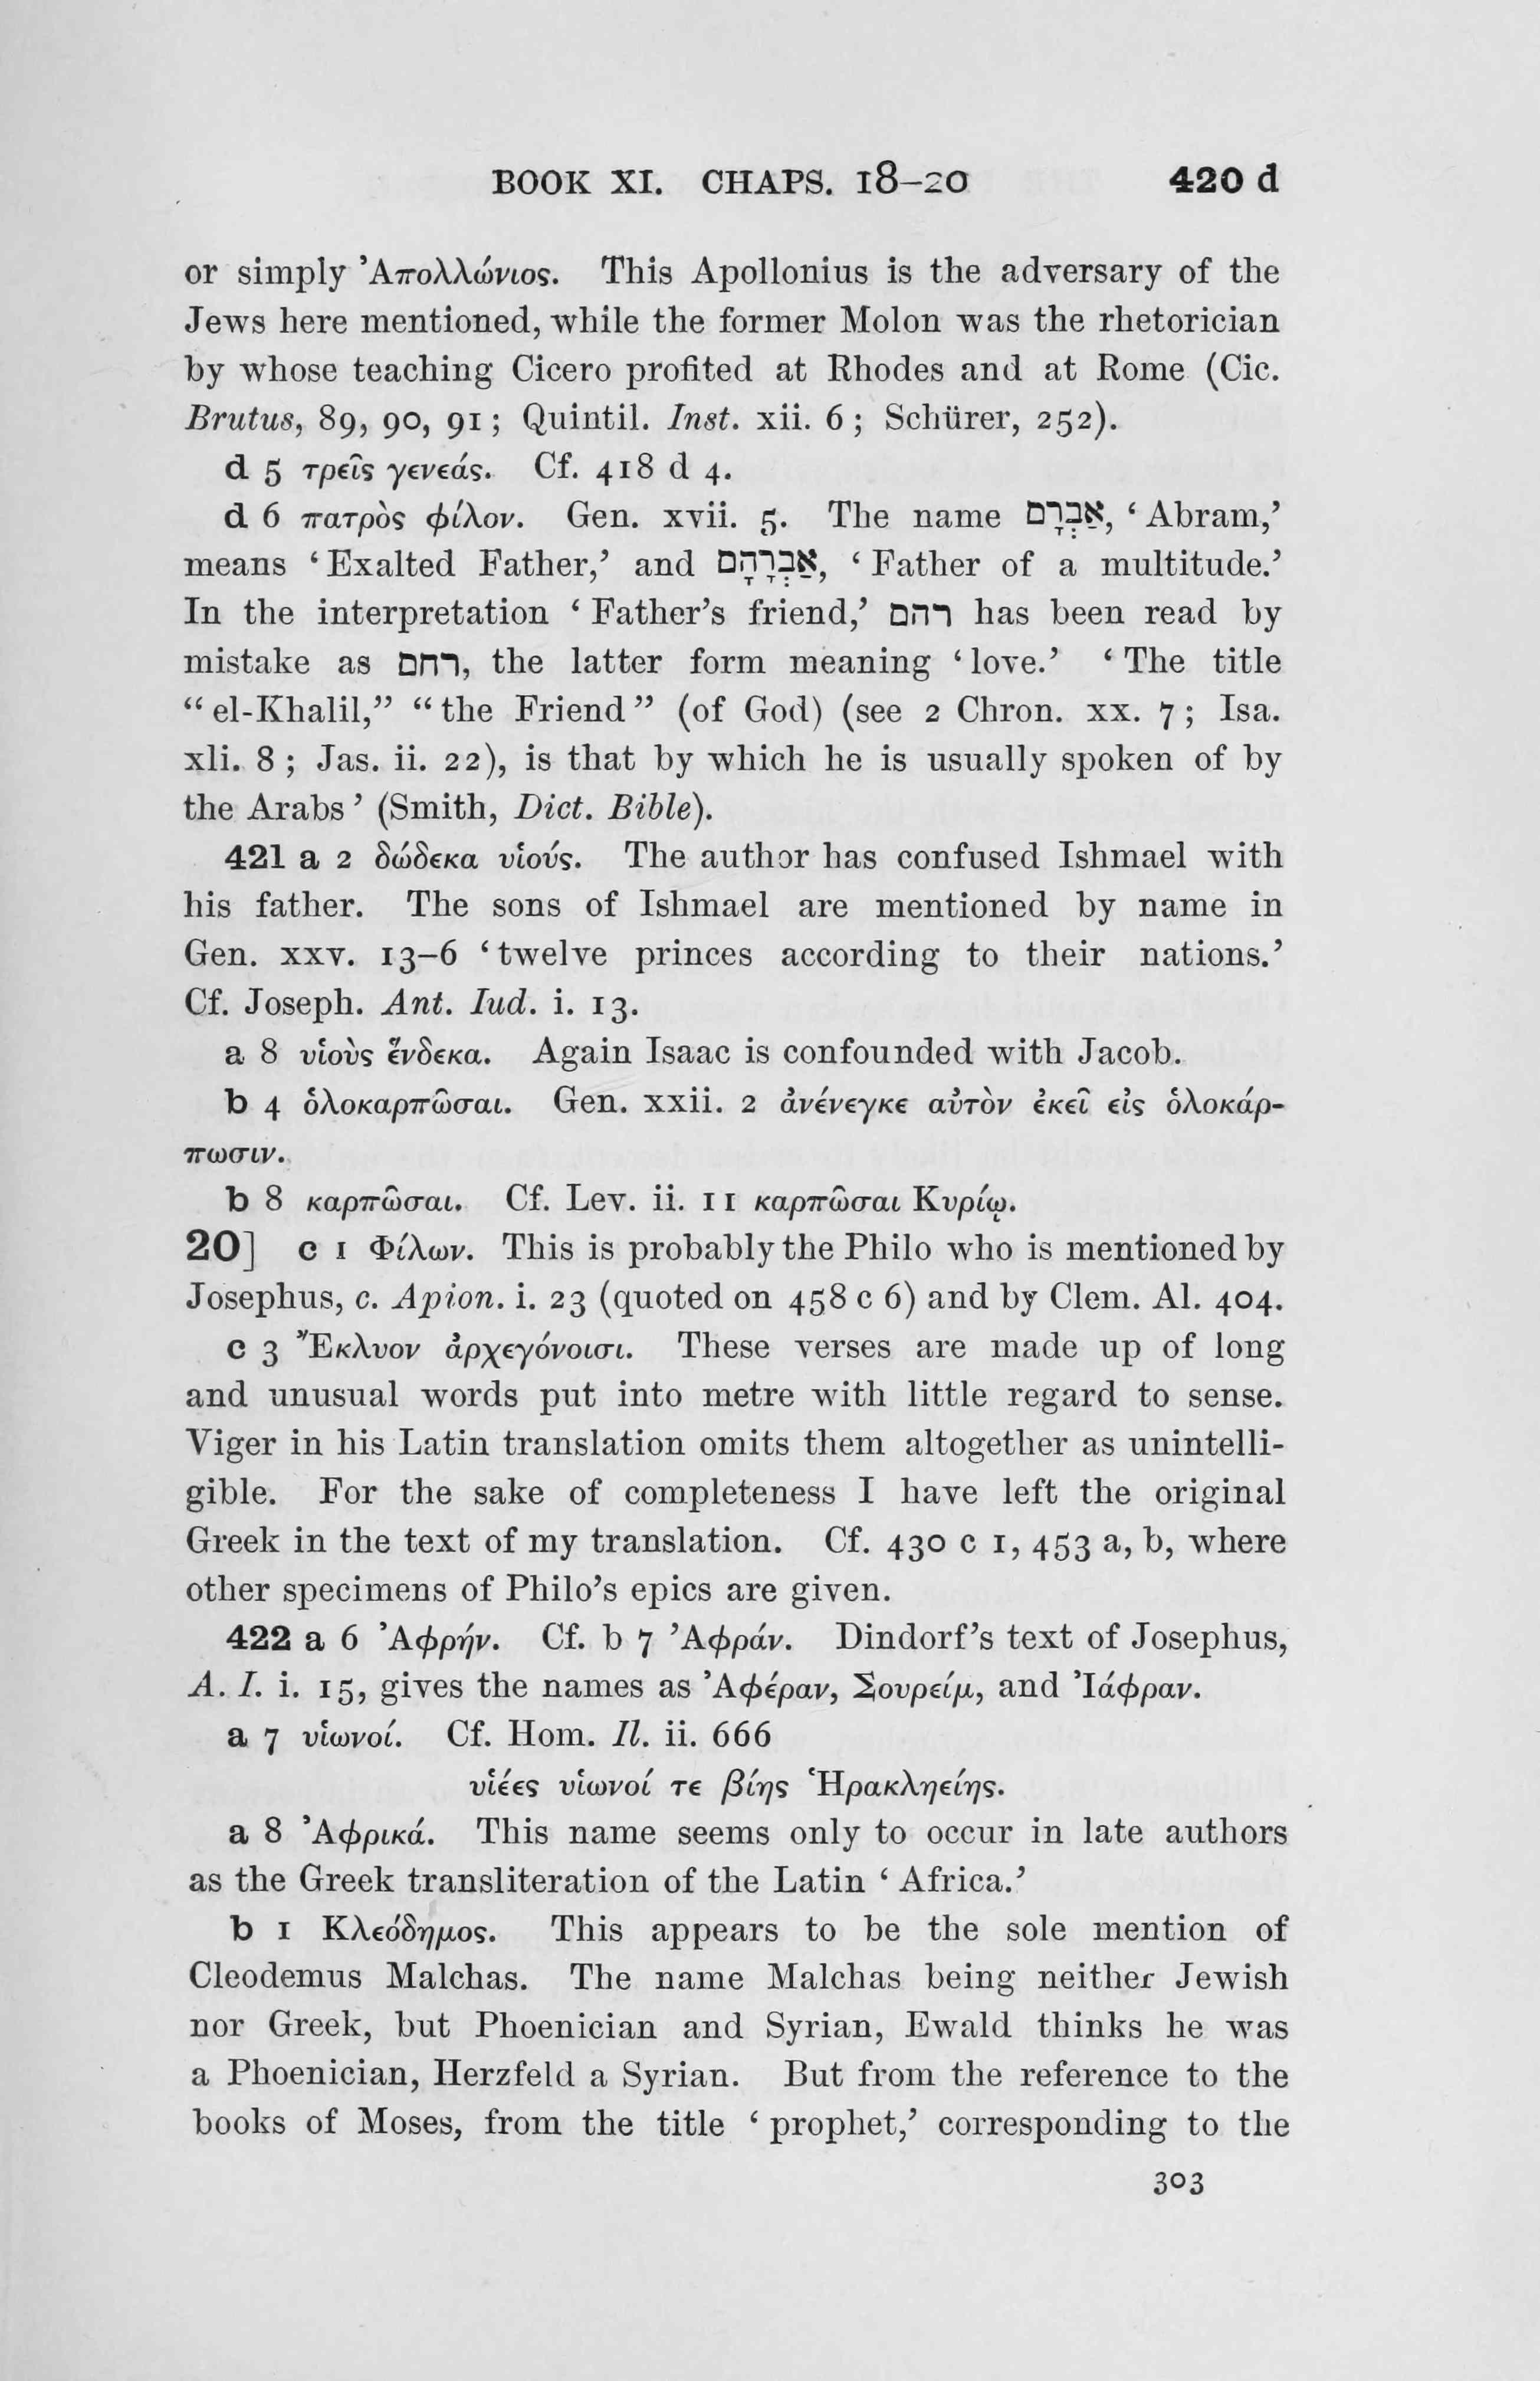 BOOK XI. CHAPS. 18–20 420 d
or simply Ἀπολλώνιος. This Apollonius is the adversary of the
Jews here mentioned, while the former Molon was the rhetorician
by whose teaching Cicero profited at Rhodes and at Rome (Cic.
Brutus, 89, 90, 91; Quintil. Inst. xii. 6; Schürer, 252).
d 5 τρεῖς γενεάς. Cf. 418 d 4.
d 6 πατρὸς φίλον. Gen. xvii. 5. The name אַבְרָם, ‘Abram,’
means ‘Exalted Father,’ and אַבְרָהָם, ‘Father of a multitude.’
In the interpretation ‘Father’s friend,’ רהם has been read by
mistake as רחם, the latter form meaning ‘love.’ ‘The title
“el-Khalil,” “the Friend” (of God) (see 2 Chron. xx. 7; Isa.
xli. 8; Jas. ii. 22), is that by which he is usually spoken of by
the Arabs’ (Smith, Dict. Bible).
421 a 2 δώδεκα υἱούς. The author has confused Ishmael with
his father. The sons of Ishmael are mentioned by name in
Gen. xxv. 13–6 ‘twelve princes according to their nations.’
Cf. Joseph. Ant. Iud. i. 13.
a 8 υἱοὺς ἕνδεκα. Again Isaac is confounded with Jacob.
b 4 ὁλοκαρπῶσαι. Gen. xxii. 2 ἀνένεγκε αὐτὸν ἐκεῖ εἰς ὁλοκάρ-
πωσιν.
b 8 καρπῶσαι. Cf. Lev. ii. 11 καρπῶσαι Κυρίῳ.
20] c 1 Φίλων. This is probably the Philo who is mentioned by
Josephus, c. Apion. i. 23 (quoted on 458 c 6) and by Clem. Al. 404.
c 3 Ἔκλυον ἀρχεγόνοισι. These verses are made up of long
and unusual words put into metre with little regard to sense.
Viger in his Latin translation omits them altogether as unintelli-
gible. For the sake of completeness I have left the original
Greek in the text of my translation. Cf. 430 c 1, 453 a, b, where
other specimens of Philo’s epics are given.
422 a 6 Ἀφρήν. Cf. b 7 Ἀφράν. Dindorf’s text of Josephus,
A. I. i. 15, gives the names as Ἀφέραν, Σουρείμ, and Ἰάφραν.
a 7 υἱωνοί. Cf. Hom. Il. ii. 666
υἱέες υἱωνοί τε βίης Ἡρακληείης.
a 8 Ἀφρικά. This name seems only to occur in late authors
as the Greek transliteration of the Latin ‘Africa.’
b 1 Κλεόδημος. This appears to be the sole mention of
Cleodemus Malchas. The name Malchas being neither Jewish
nor Greek, but Phoenician and Syrian, Ewald thinks he was
a Phoenician, Herzfeld a Syrian. But from the reference to the
books of Moses, from the title ‘prophet,’ corresponding to the
303